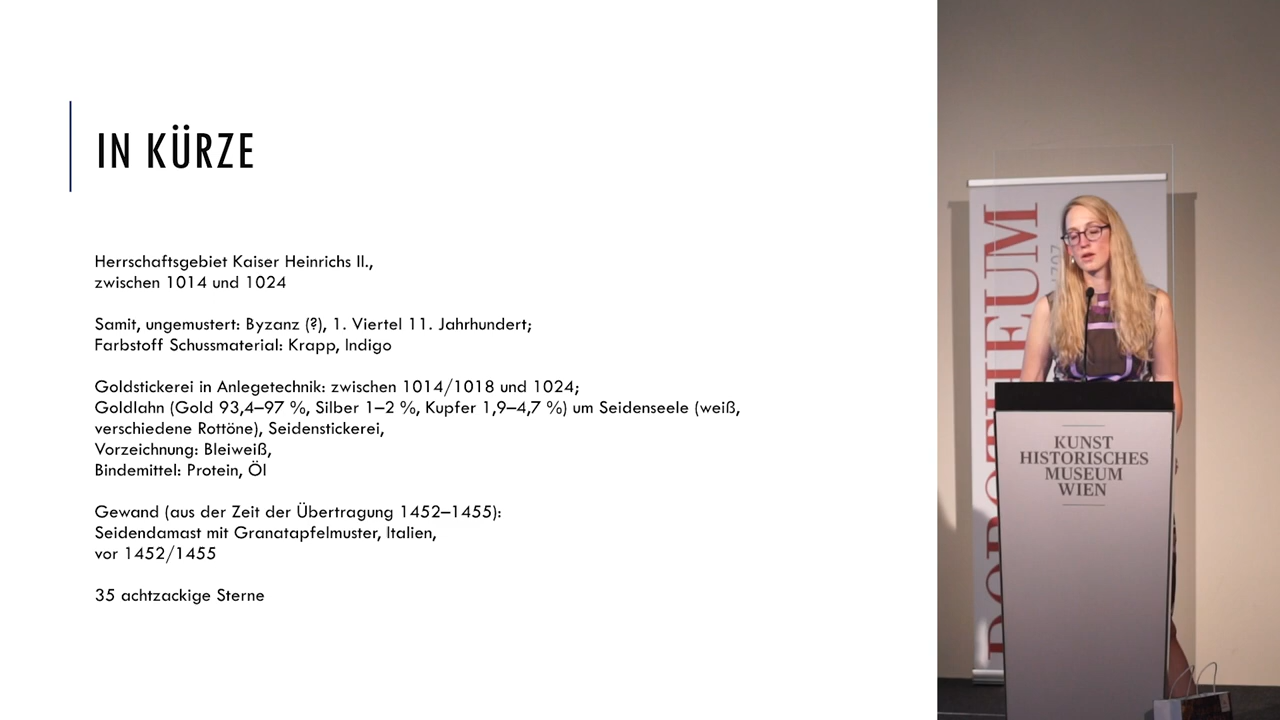 IN KÜRZE
Herrschaftsgebiet Kaiser Heinrichs II.,
zwischen 1014 und 1024
Samit, ungemustert: Byzanz (?), 1. Viertel 11. Jahrhundert;
Farbstoff Schussmaterial: Krapp, Indigo
Goldstickerei in Anlegetechnik: zwischen 1014/1018 und 1024;
Goldlahn (Gold 93,4–97 %, Silber 1–2 %, Kupfer 1,9–4,7 %) um Seidenseele (weiß,
verschiedene Rottöne), Seidenstickerei,
Vorzeichnung: Bleiweiß,
Bindemittel: Protein, Öl
Gewand (aus der Zeit der Übertragung 1452–1455):
Seidendamast mit Granatapfelmuster, Italien,
vor 1452/1455
35 achtzackige Sterne
KUNST
HISTORISCHES
MUSEUM
WIEN